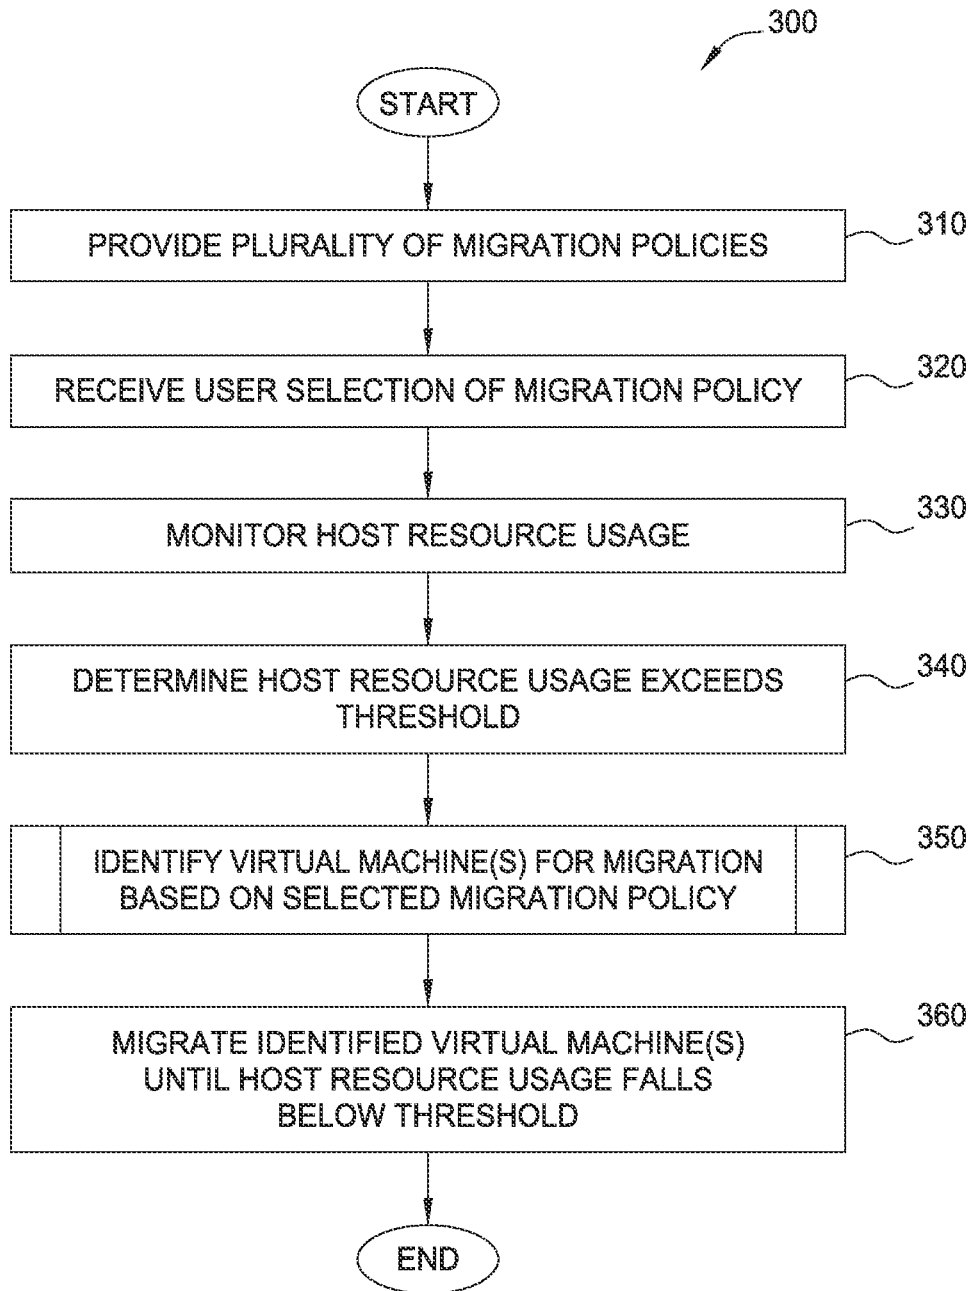 300
START
PROVIDE PLURALITY OF MIGRATION POLICIES
310
RECEIVE USER SELECTION OF MIGRATION POLICY
320
MONITOR HOST RESOURCE USAGE
330
DETERMINE HOST RESOURCE USAGE EXCEEDS
THRESHOLD
340
IDENTIFY VIRTUAL MACHINE(S) FOR MIGRATION
BASED ON SELECTED MIGRATION POLICY
350
MIGRATE IDENTIFIED VIRTUAL MACHINE(S)
UNTIL HOST RESOURCE USAGE FALLS
BELOW THRESHOLD
360
END